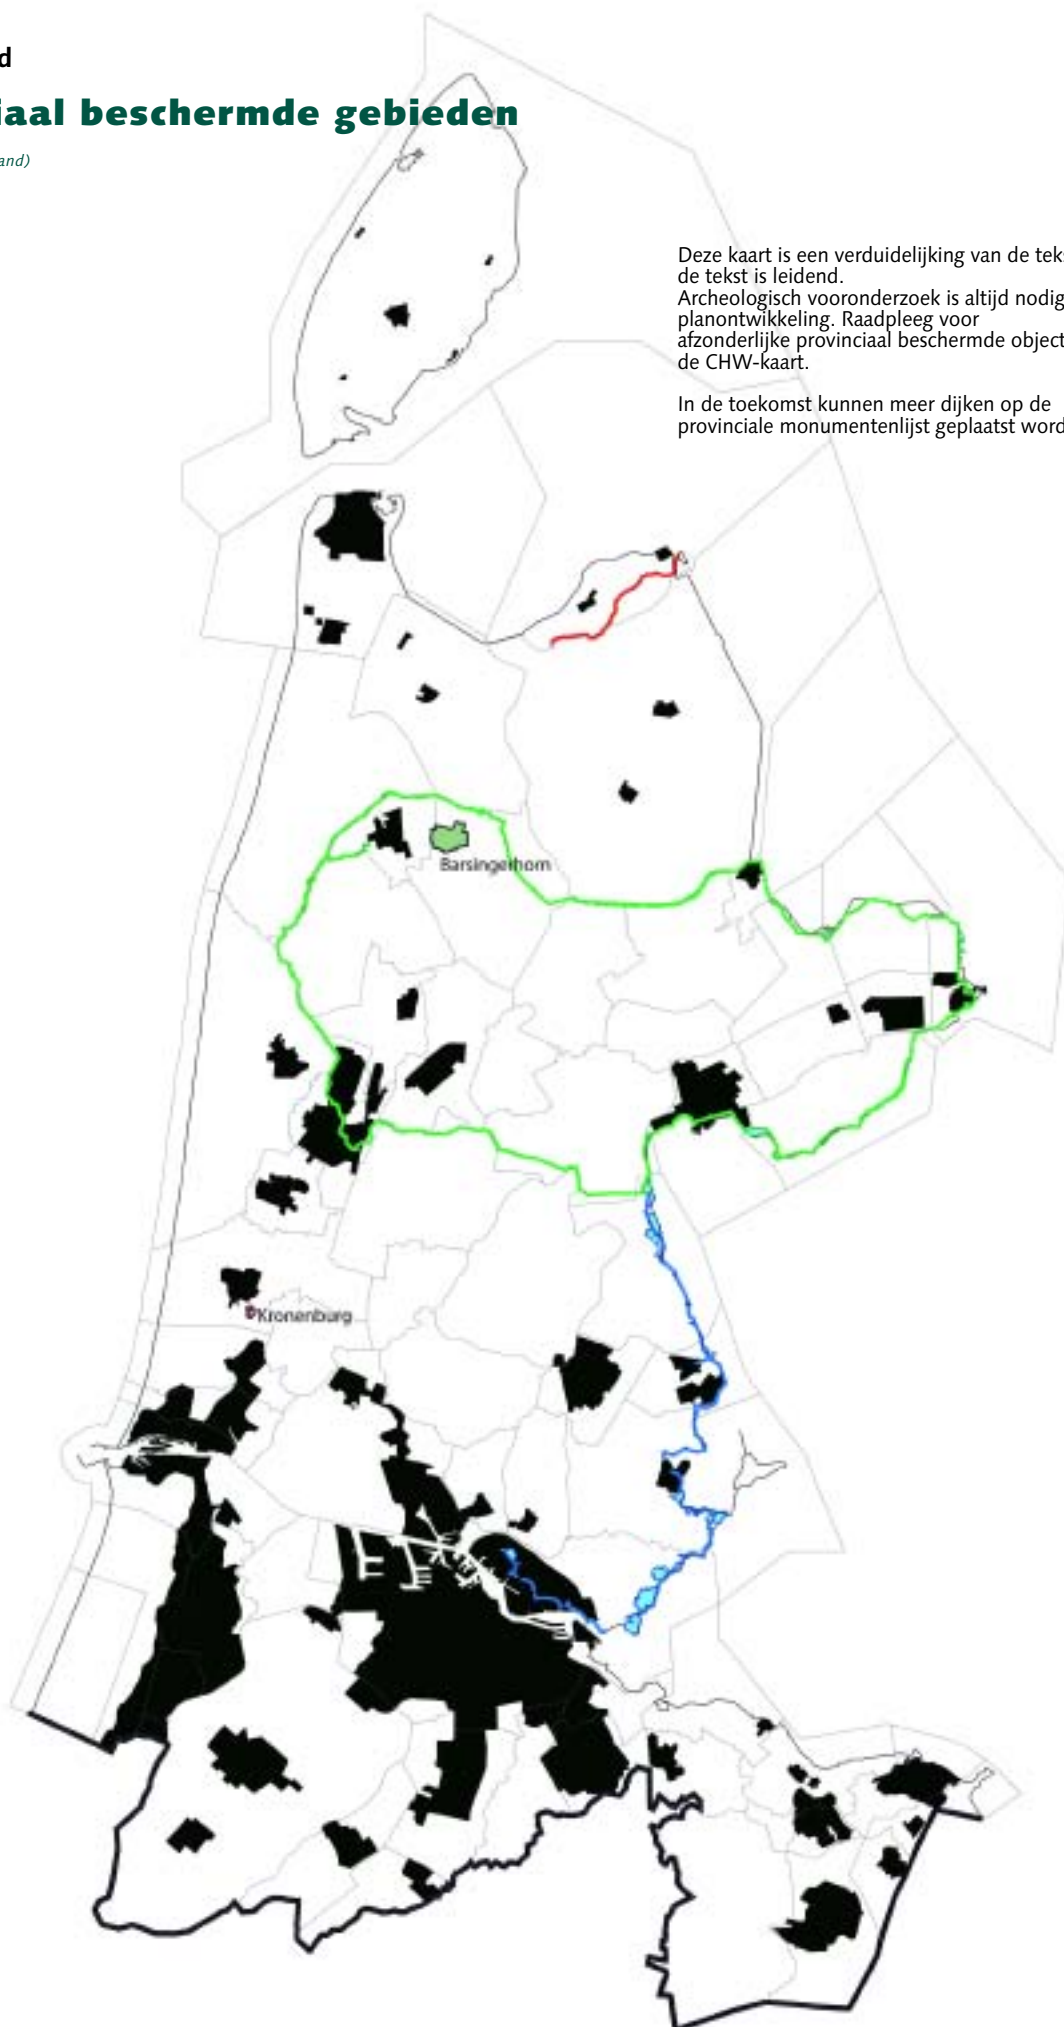 d
iaal beschermde gebieden
and)
Deze kaart is een verduidelijking van de teks
de tekst is leidend.
Archeologisch vooronderzoek is altijd nodig
planontwikkeling. Raadpleeg voor
afzonderlijke provinciaal beschermde object
de CHW-kaart.
In de toekomst kunnen meer dijken op de
provinciale monumentenlijst geplaatst word
Barsingerhorn
Kronenburg